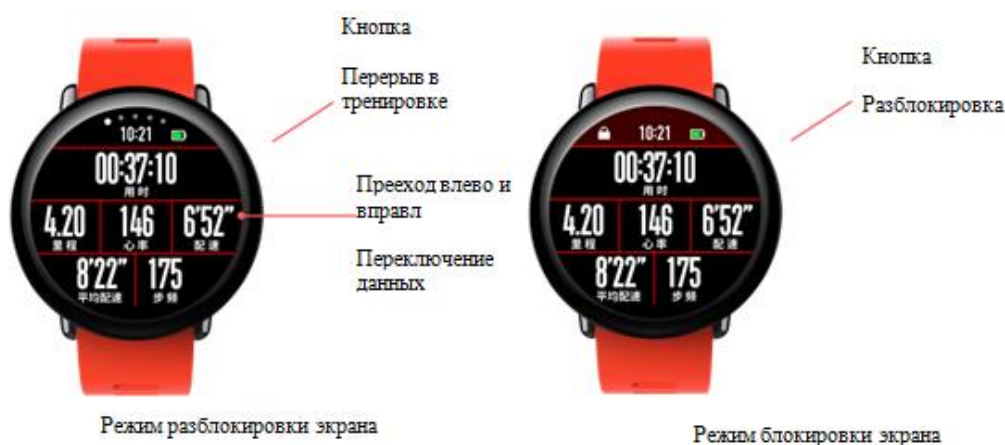 Кнопка
Перерыв в
тренировке
10:21
00:37:10
用时
4.20 146 6'52"
里程 心率 配速
8'22" 175
平均配速 步频
Прееход влево и
вправл
Переключение
данных
Режим разблокировки экрана
Кнопка
Разблокировка
10:21
00:37:10
用时
4.20 146 6'52"
里程 心率 配速
8'22" 175
平均配速 步频
Режим блокировки экрана